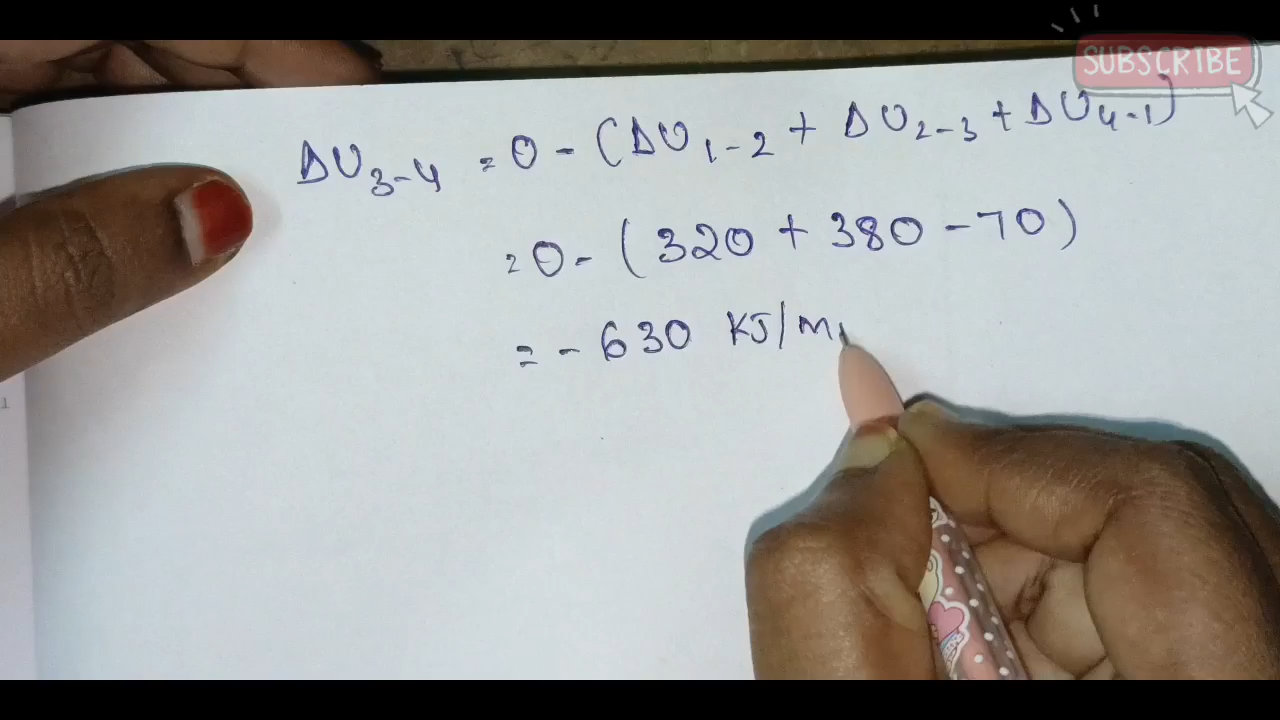 SUBSCRIBE
ΔU3-4 = 0 - (ΔU1-2 + ΔU2-3 + ΔU4-1)
= 0 - (320 + 380 - 70)
= - 630 KJ/m